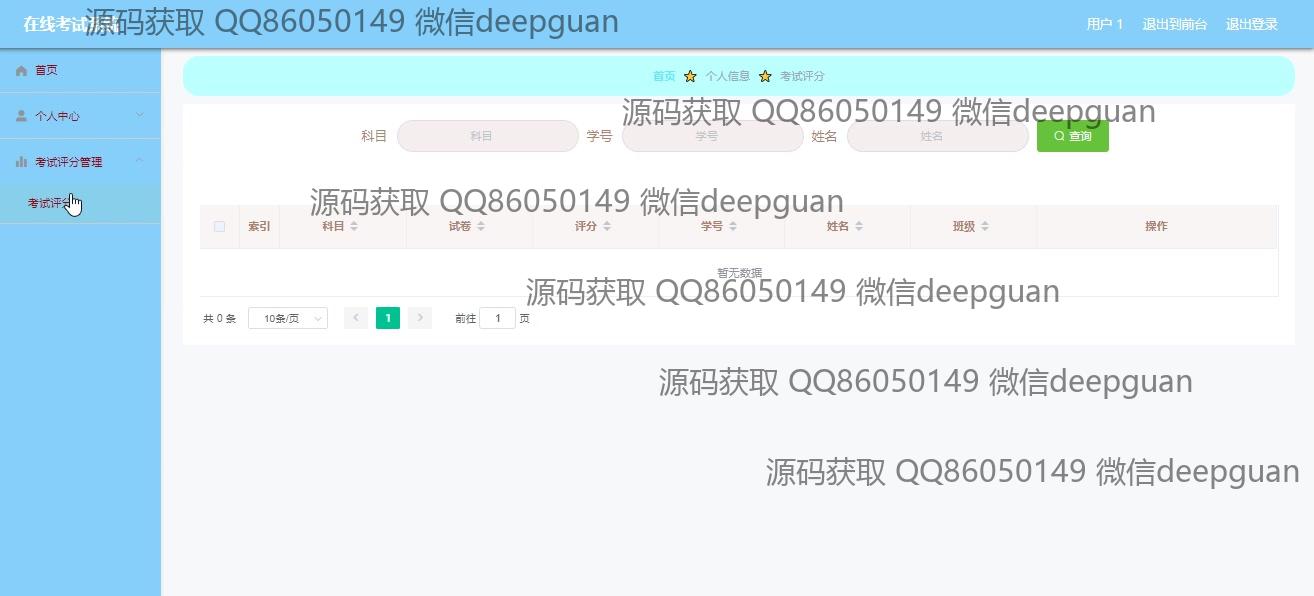 在线考试
源码获取 QQ86050149 微信deepguan
用户 1 退出到前台 退出登录
首页
个人中心
考试评分管理
考试评分
首页 个人信息 考试评分
源码获取 QQ86050149 微信deepguan
科目 科目 学号 学号 姓名 姓名 查询
源码获取 QQ86050149 微信deepguan
索引 科目 试卷 评分 学号 姓名 班级 操作
暂无数据
源码获取 QQ86050149 微信deepguan
共 0 条 10条/页 1 前往 1 页
源码获取 QQ86050149 微信deepguan
源码获取 QQ86050149 微信deepguan